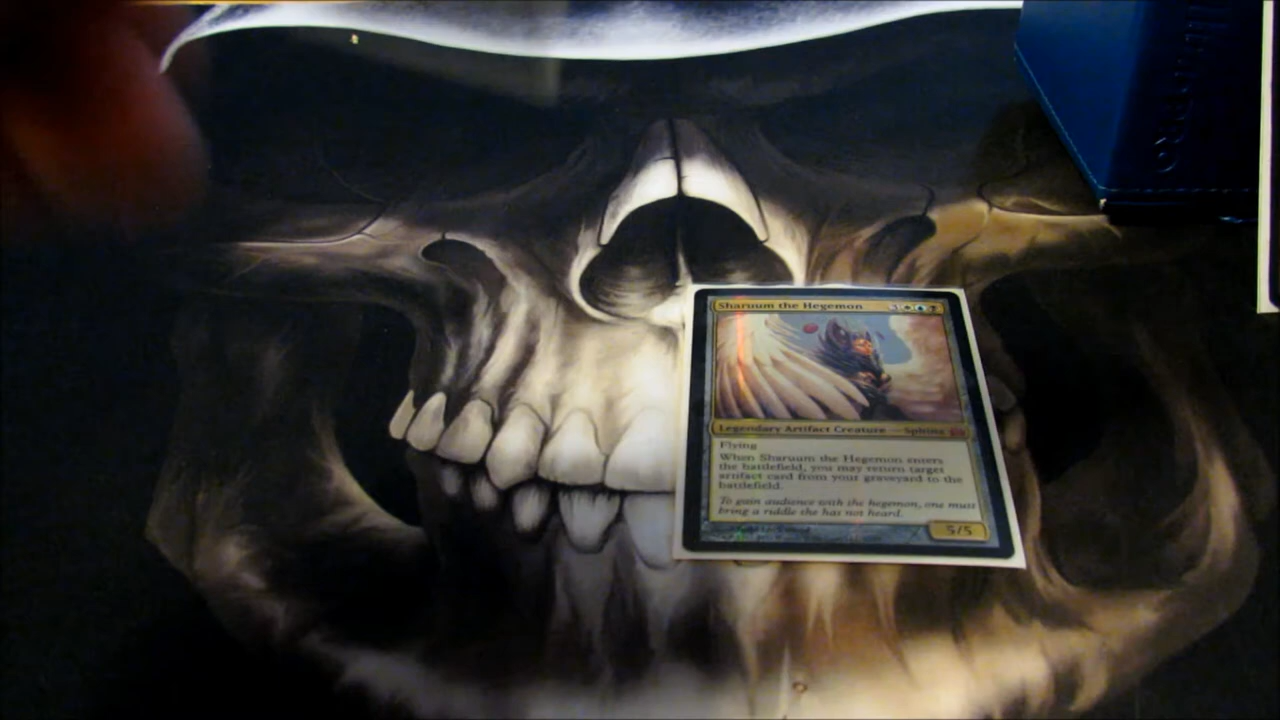 Ultra PRO
Sharuum the Hegemon
Legendary Artifact Creature — Sphinx
Flying
When Sharuum the Hegemon enters
the battlefield, you may return target
artifact card from your graveyard to the
battlefield.
To gain audience with the hegemon, one must
bring a riddle she has not heard.
5/5